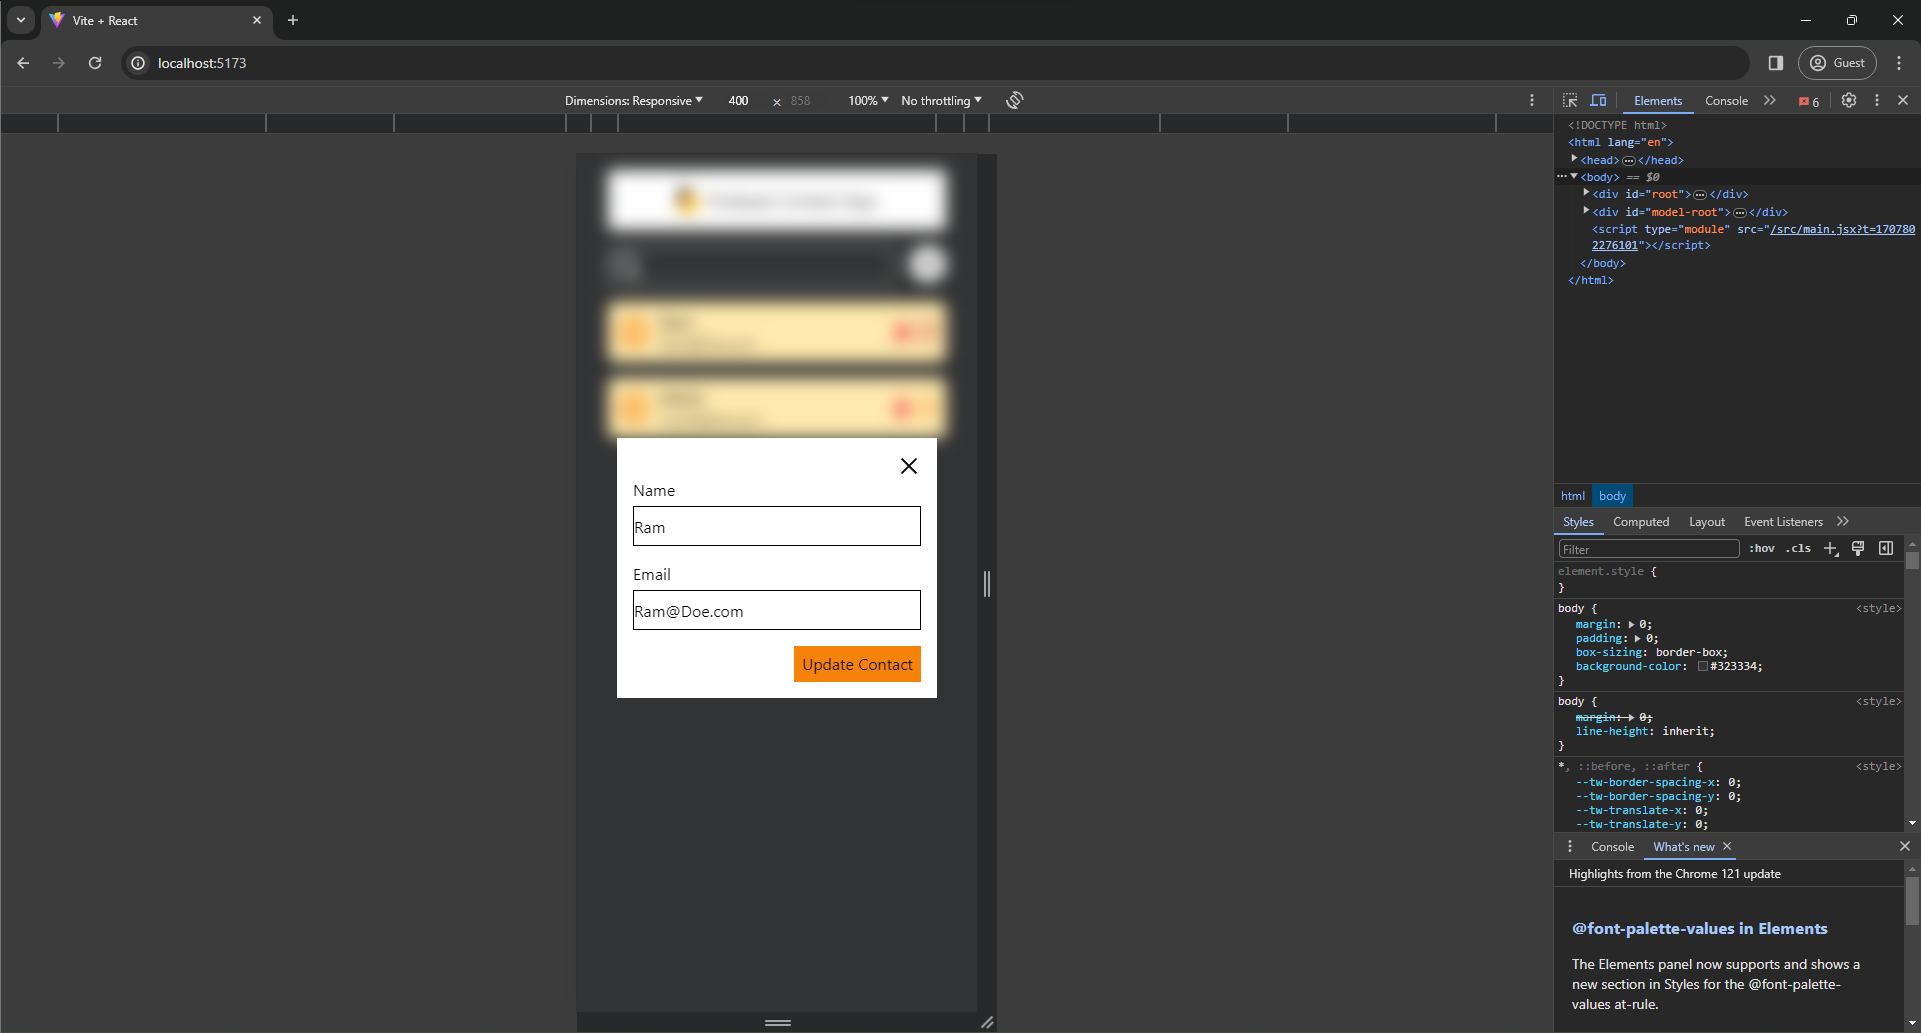 Vite + React
localhost:5173
Guest
Dimensions: Responsive 400 × 858 100% No throttling
Elements Console 6
<!DOCTYPE html>
<html lang="en">
<head> </head>
<body> == $0
<div id="root"> </div>
<div id="model-root"> </div>
<script type="module" src="/src/main.jsx?t=170780
2276101"></script>
</body>
</html>
Name
Ram
Email
Ram@Doe.com
Update Contact
html body
Styles Computed Layout Event Listeners
Filter :hov .cls
element.style {
}
body { <style>
margin: 0;
padding: 0;
box-sizing: border-box;
background-color: #323334;
}
body { <style>
margin: 0;
line-height: inherit;
}
*, ::before, ::after { <style>
--tw-border-spacing-x: 0;
--tw-border-spacing-y: 0;
--tw-translate-x: 0;
--tw-translate-y: 0;
Console What's new
Highlights from the Chrome 121 update
@font-palette-values in Elements
The Elements panel now supports and shows a
new section in Styles for the @font-palette-
values at-rule.